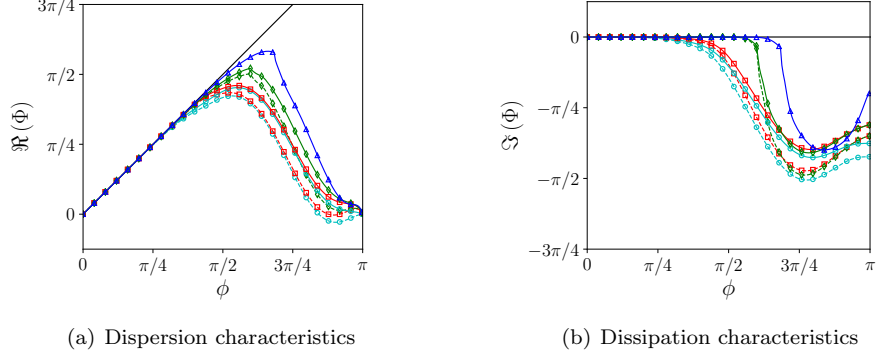 3π/4
π/2
π/4
0
ℜ(Φ)
0 π/4 π/2 3π/4 π
ϕ
(a) Dispersion characteristics
0
−π/4
−π/2
−3π/4
ℑ(Φ)
0 π/4 π/2 3π/4 π
ϕ
(b) Dissipation characteristics